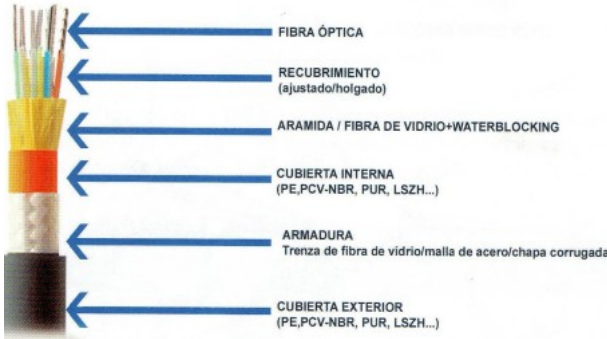 FIBRA ÓPTICA
RECUBRIMIENTO
(ajustado/holgado)
ARAMIDA / FIBRA DE VIDRIO+WATERBLOCKING
CUBIERTA INTERNA
(PE,PCV-NBR, PUR, LSZH...)
ARMADURA
Trenza de fibra de vidrio/malla de acero/chapa corrugada
CUBIERTA EXTERIOR
(PE,PCV-NBR, PUR, LSZH...)